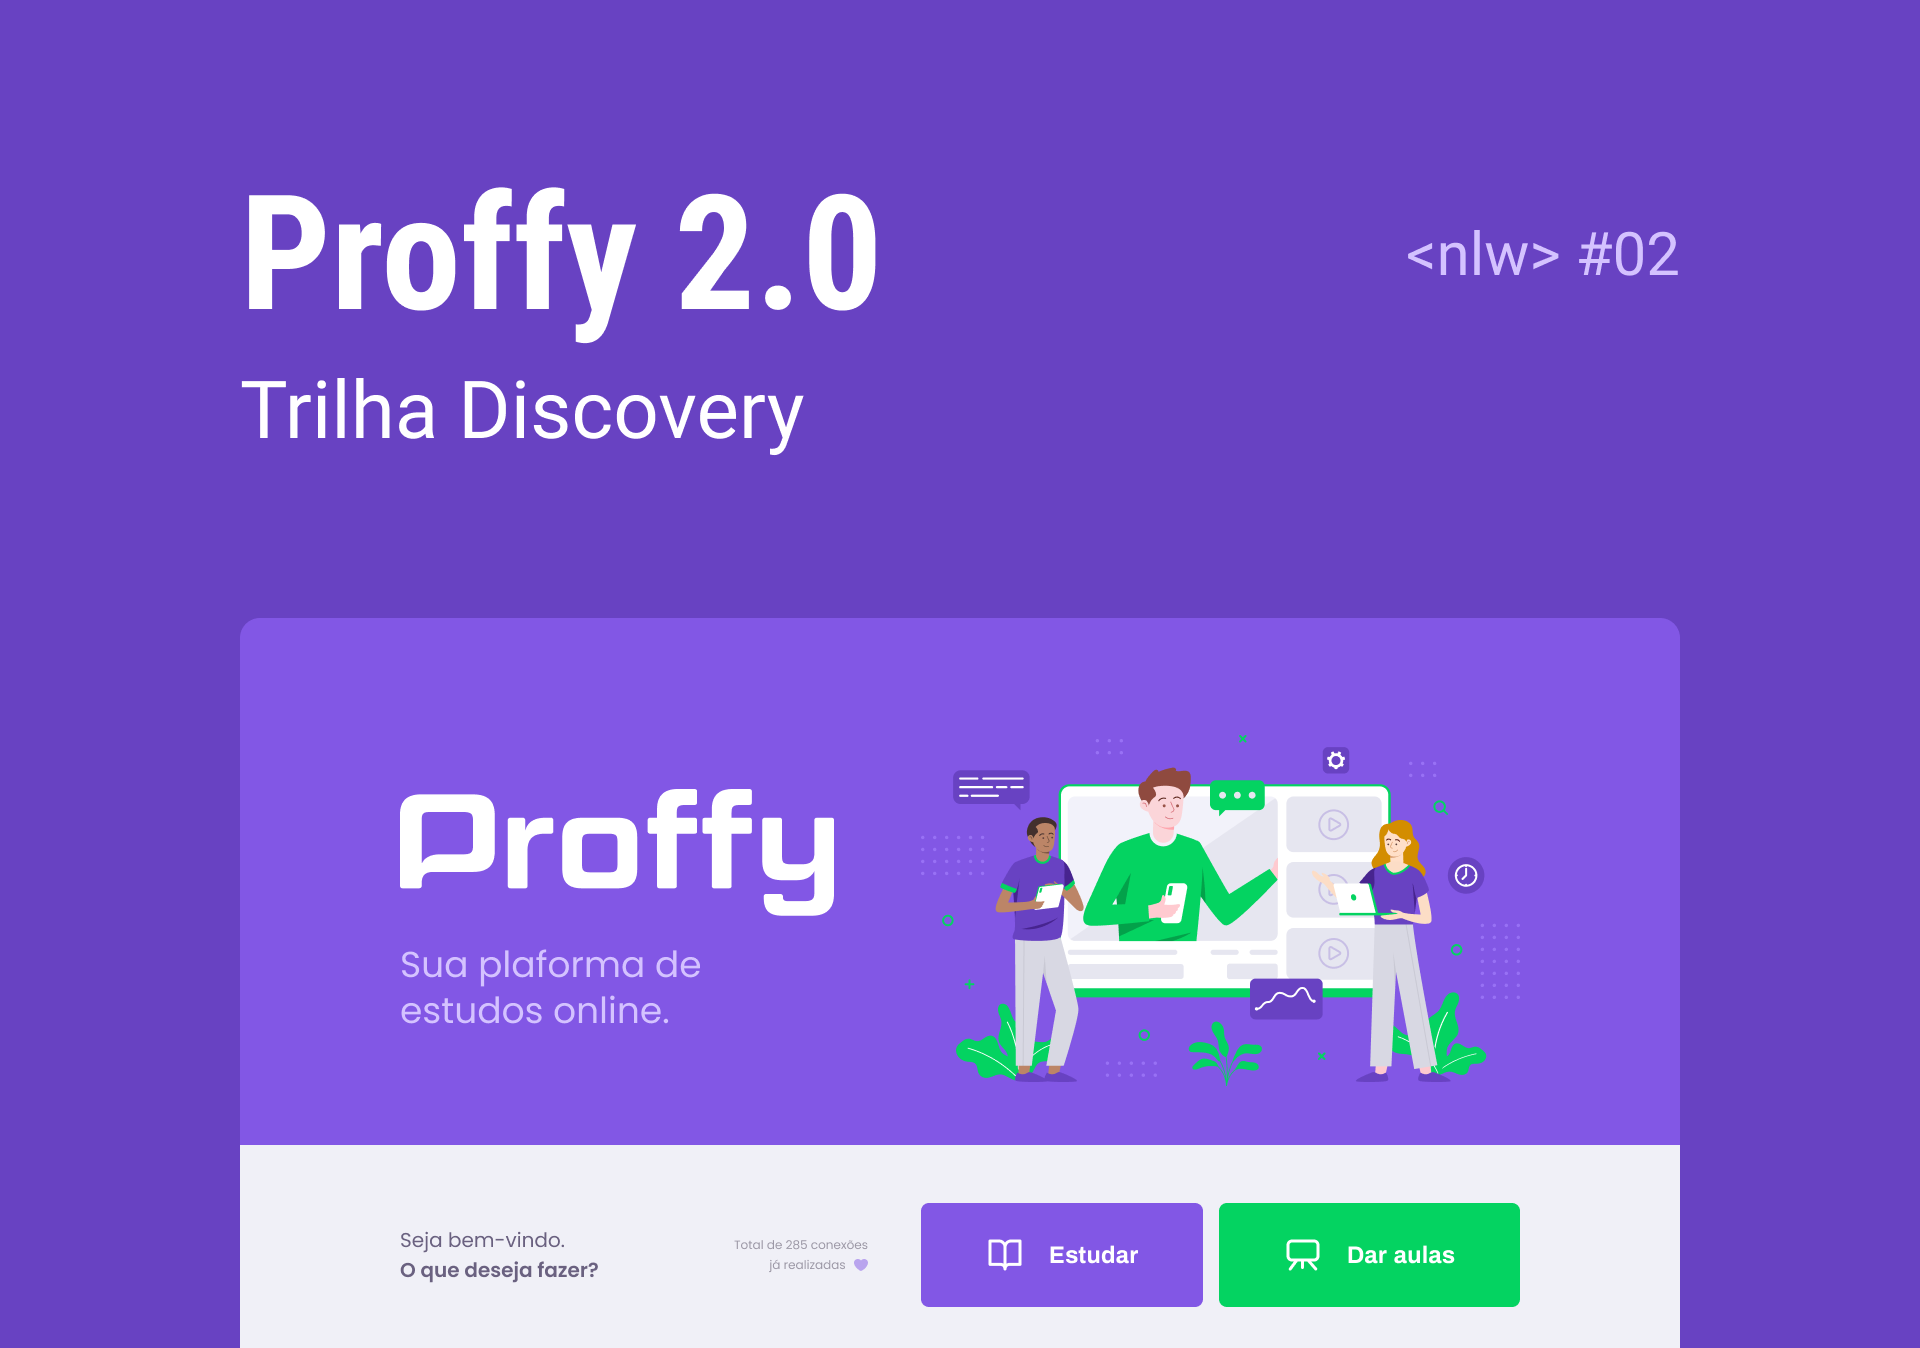 Proffy 2.0
<nlw> #02
Trilha Discovery
Proffy
Sua plaforma de
estudos online.
Seja bem-vindo.
O que deseja fazer?
Total de 285 conexões
já realizadas
Estudar
Dar aulas